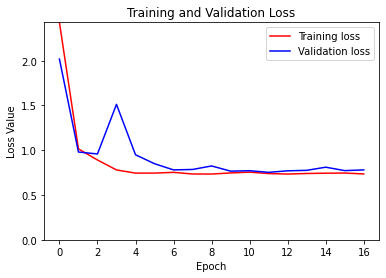 Training and Validation Loss
Training loss
Validation loss
Loss Value
2.0
1.5
1.0
0.5
0.0
0 2 4 6 8 10 12 14 16
Epoch